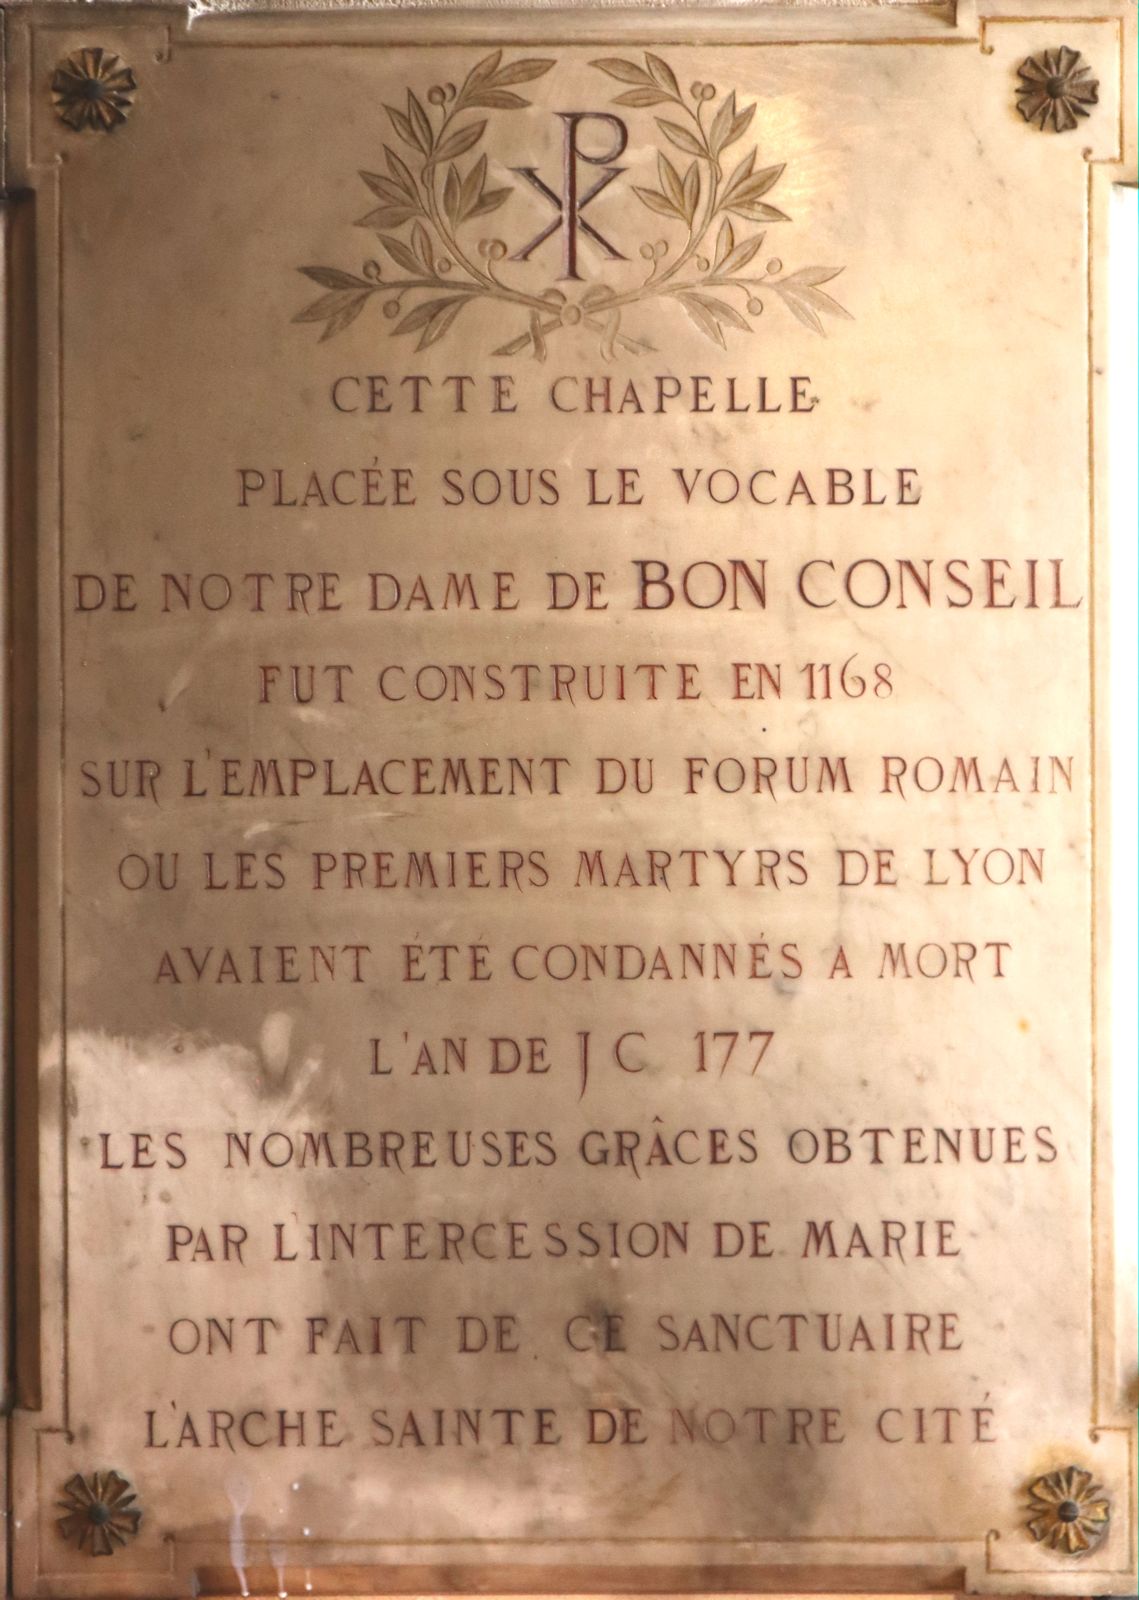 CETTE CHAPELLE
PLACÉE SOUS LE VOCABLE
DE NOTRE DAME DE BON CONSEIL
FUT CONSTRUITE EN 1168
SUR L'EMPLACEMENT DU FORUM ROMAIN
OU LES PREMIERS MARTYRS DE LYON
AVAIENT ÉTÉ CONDANNÉS A MORT
L'AN DE J C 177
LES NOMBREUSES GRÂCES OBTENUES
PAR L'INTERCESSION DE MARIE
ONT FAIT DE CE SANCTUAIRE
L'ARCHE SAINTE DE NOTRE CITÉ